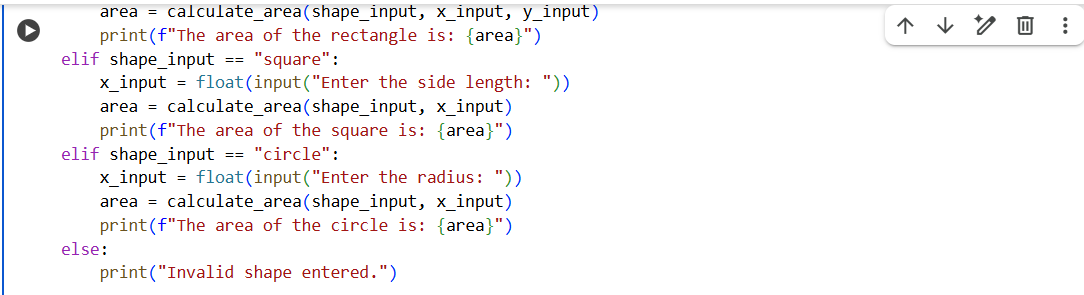 area = calculate_area(shape_input, x_input, y_input)
        print(f"The area of the rectangle is: {area}")
    elif shape_input == "square":
        x_input = float(input("Enter the side length: "))
        area = calculate_area(shape_input, x_input)
        print(f"The area of the square is: {area}")
    elif shape_input == "circle":
        x_input = float(input("Enter the radius: "))
        area = calculate_area(shape_input, x_input)
        print(f"The area of the circle is: {area}")
    else:
        print("Invalid shape entered.")